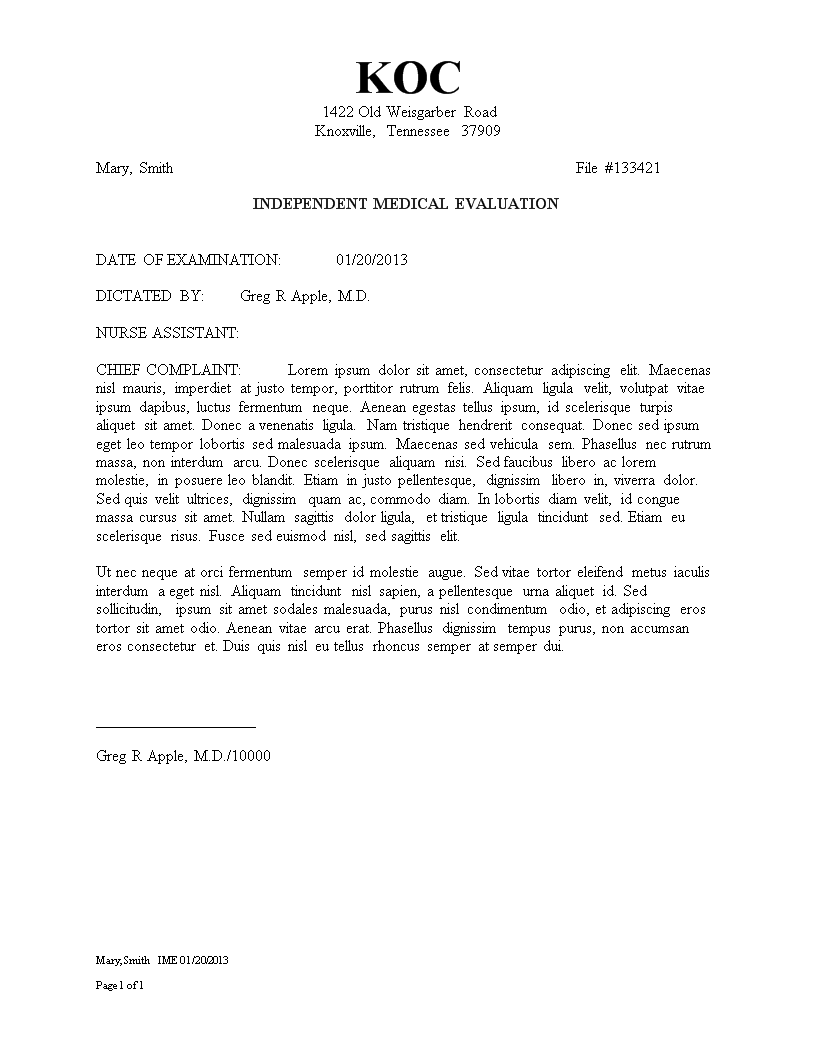 KOC
1422 Old Weisgarber Road
Knoxville, Tennessee 37909
Mary, Smith File #133421
INDEPENDENT MEDICAL EVALUATION
DATE OF EXAMINATION: 01/20/2013
DICTATED BY: Greg R Apple, M.D.
NURSE ASSISTANT:
CHIEF COMPLAINT: Lorem ipsum dolor sit amet, consectetur adipiscing elit. Maecenas
nisl mauris, imperdiet at justo tempor, porttitor rutrum felis. Aliquam ligula velit, volutpat vitae
ipsum dapibus, luctus fermentum neque. Aenean egestas tellus ipsum, id scelerisque turpis
aliquet sit amet. Donec a venenatis ligula. Nam tristique hendrerit consequat. Donec sed ipsum
eget leo tempor lobortis sed malesuada ipsum. Maecenas sed vehicula sem. Phasellus nec rutrum
massa, non interdum arcu. Donec scelerisque aliquam nisi. Sed faucibus libero ac lorem
molestie, in posuere leo blandit. Etiam in justo pellentesque, dignissim libero in, viverra dolor.
Sed quis velit ultrices, dignissim quam ac, commodo diam. In lobortis diam velit, id congue
massa cursus sit amet. Nullam sagittis dolor ligula, et tristique ligula tincidunt sed. Etiam eu
scelerisque risus. Fusce sed euismod nisl, sed sagittis elit.
Ut nec neque at orci fermentum semper id molestie augue. Sed vitae tortor eleifend metus iaculis
interdum a eget nisl. Aliquam tincidunt nisl sapien, a pellentesque urna aliquet id. Sed
sollicitudin, ipsum sit amet sodales malesuada, purus nisl condimentum odio, et adipiscing eros
tortor sit amet odio. Aenean vitae arcu erat. Phasellus dignissim tempus purus, non accumsan
eros consectetur et. Duis quis nisl eu tellus rhoncus semper at semper dui.
Greg R Apple, M.D./10000
Mary,Smith IME 01/20/2013
Page 1 of 1